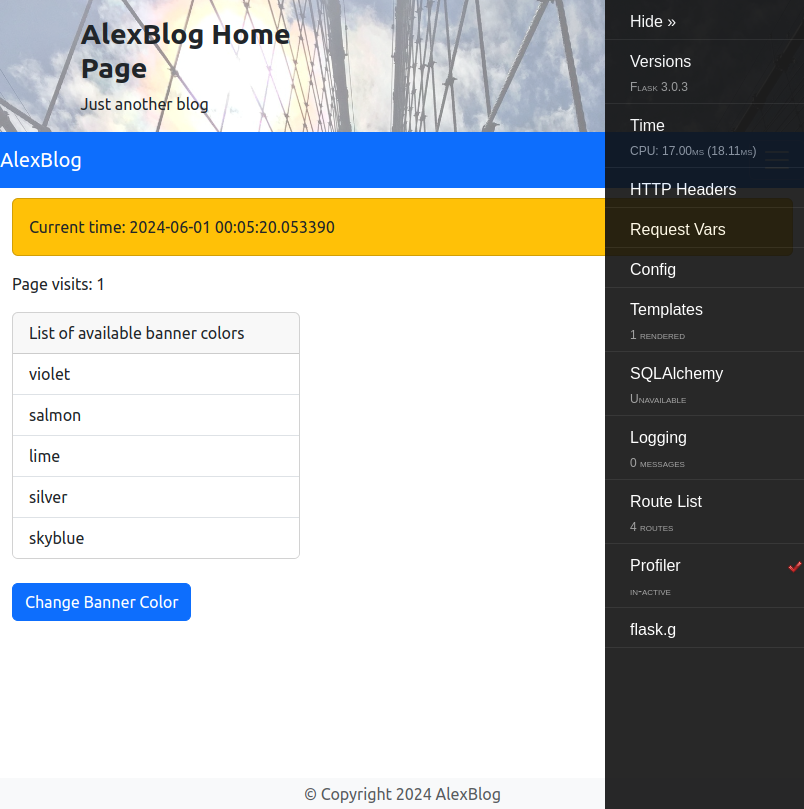 AlexBlog Home
Page
Just another blog
AlexBlog
Current time: 2024-06-01 00:05:20.053390
Page visits: 1
List of available banner colors
violet
salmon
lime
silver
skyblue
Change Banner Color
© Copyright 2024 AlexBlog
Hide »
Versions
Flask 3.0.3
Time
CPU: 17.00ms (18.11ms)
HTTP Headers
Request Vars
Config
Templates
1 rendered
SQLAlchemy
Unavailable
Logging
0 messages
Route List
4 routes
Profiler
in-active
flask.g